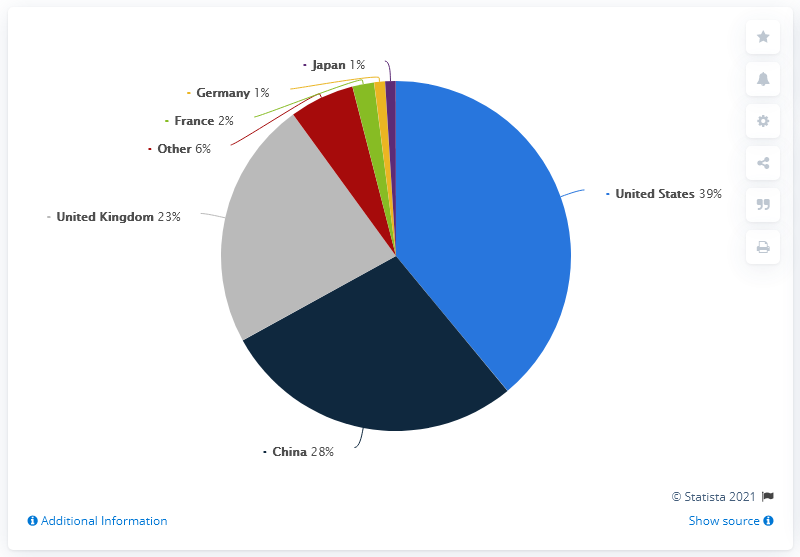 Japan 1%
Germany 1%
France 2%
Other 6%
United States 39%
United Kingdom 23%
China 28%
© Statista 2021
Additional Information
Show source